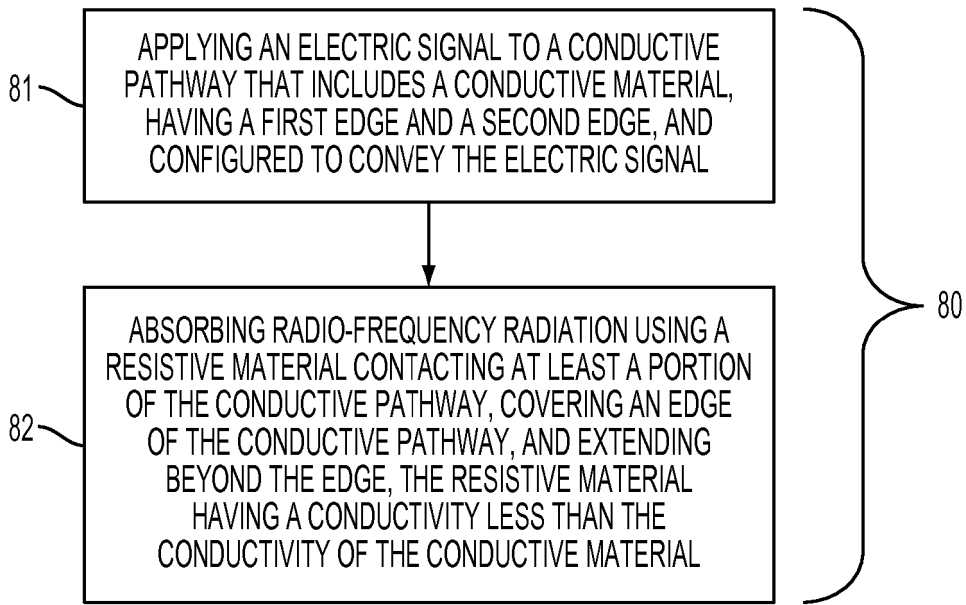 81
APPLYING AN ELECTRIC SIGNAL TO A CONDUCTIVE
PATHWAY THAT INCLUDES A CONDUCTIVE MATERIAL,
HAVING A FIRST EDGE AND A SECOND EDGE, AND
CONFIGURED TO CONVEY THE ELECTRIC SIGNAL
80
82
ABSORBING RADIO-FREQUENCY RADIATION USING A
RESISTIVE MATERIAL CONTACTING AT LEAST A PORTION
OF THE CONDUCTIVE PATHWAY, COVERING AN EDGE
OF THE CONDUCTIVE PATHWAY, AND EXTENDING
BEYOND THE EDGE, THE RESISTIVE MATERIAL
HAVING A CONDUCTIVITY LESS THAN THE
CONDUCTIVITY OF THE CONDUCTIVE MATERIAL